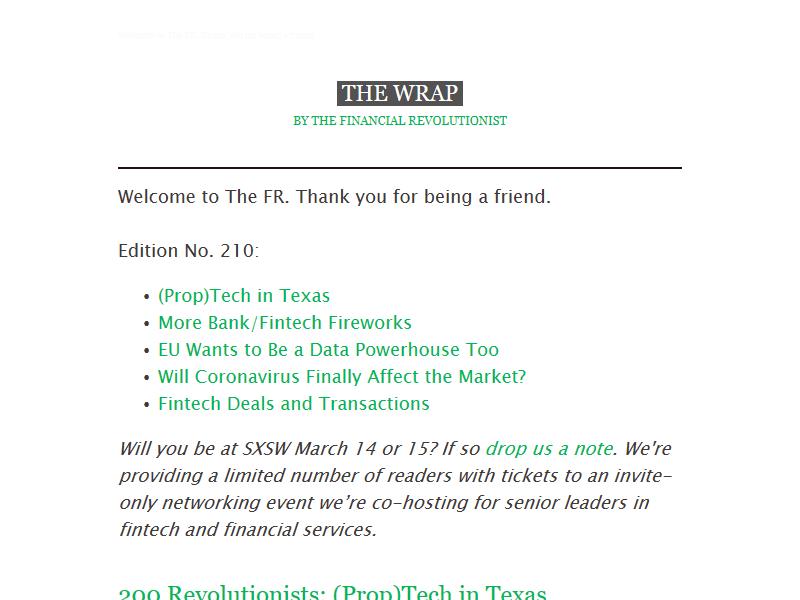 THE WRAP
BY THE FINANCIAL REVOLUTIONIST
Welcome to The FR. Thank you for being a friend.
Edition No. 210:
• (Prop)Tech in Texas
• More Bank/Fintech Fireworks
• EU Wants to Be a Data Powerhouse Too
• Will Coronavirus Finally Affect the Market?
• Fintech Deals and Transactions
Will you be at SXSW March 14 or 15? If so drop us a note. We're
providing a limited number of readers with tickets to an invite-
only networking event we’re co-hosting for senior leaders in
fintech and financial services.
200 Revolutionists: (Prop)Tech in Texas